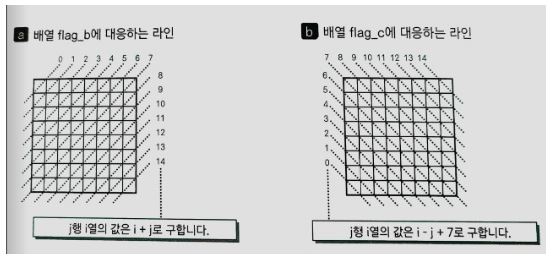 a 배열 flag_b에 대응하는 라인
0 1 2 3 4 5 6 7
8
9
10
11
12
13
14
j행 i열의 값은 i + j로 구합니다.
b 배열 flag_c에 대응하는 라인
7 8 9 10 11 12 13 14
6
5
4
3
2
1
0
j행 i열의 값은 i - j + 7로 구합니다.